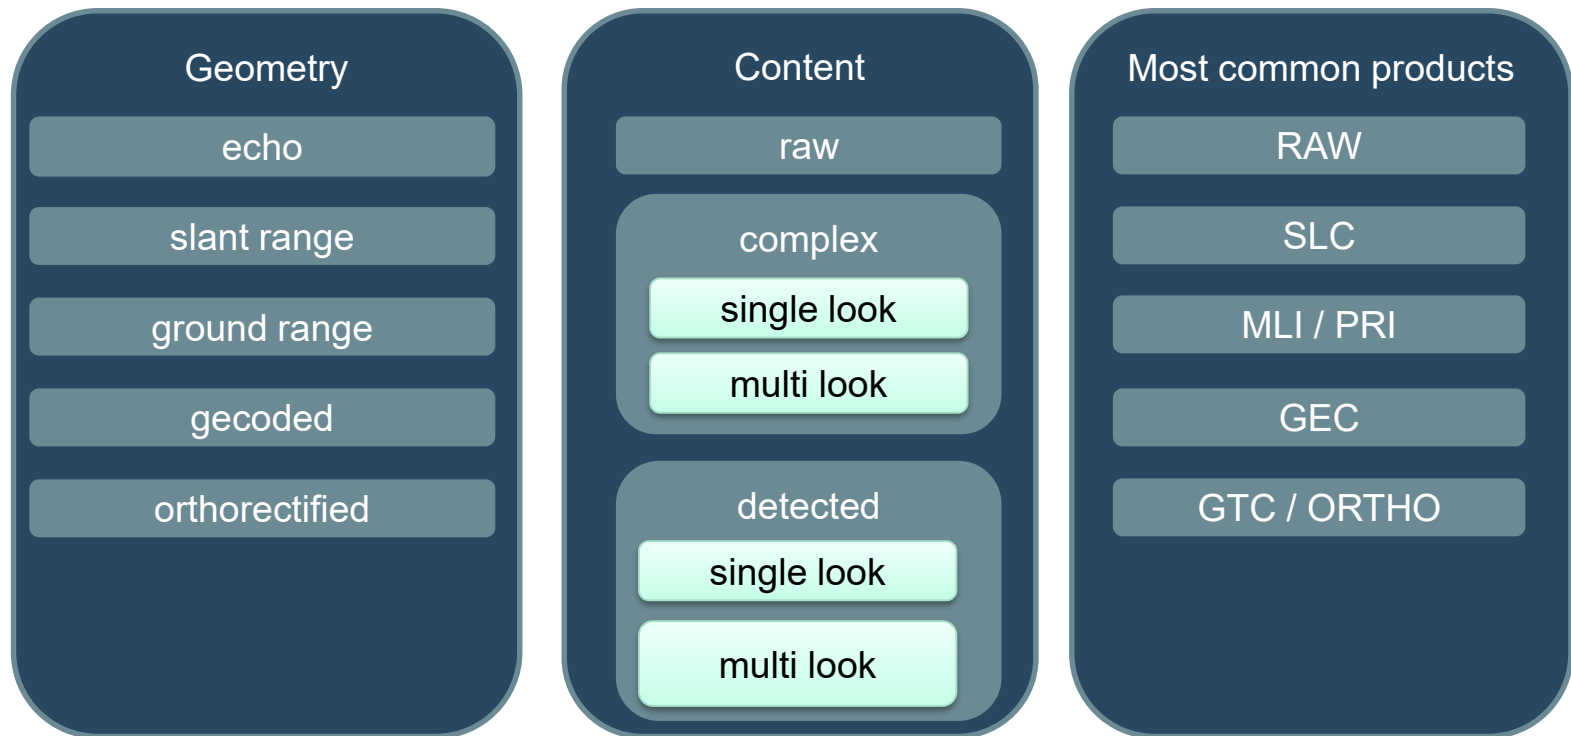 Geometry
echo
slant range
ground range
gecoded
orthorectified
Content
raw
complex
single look
multi look
detected
single look
multi look
Most common products
RAW
SLC
MLI / PRI
GEC
GTC / ORTHO